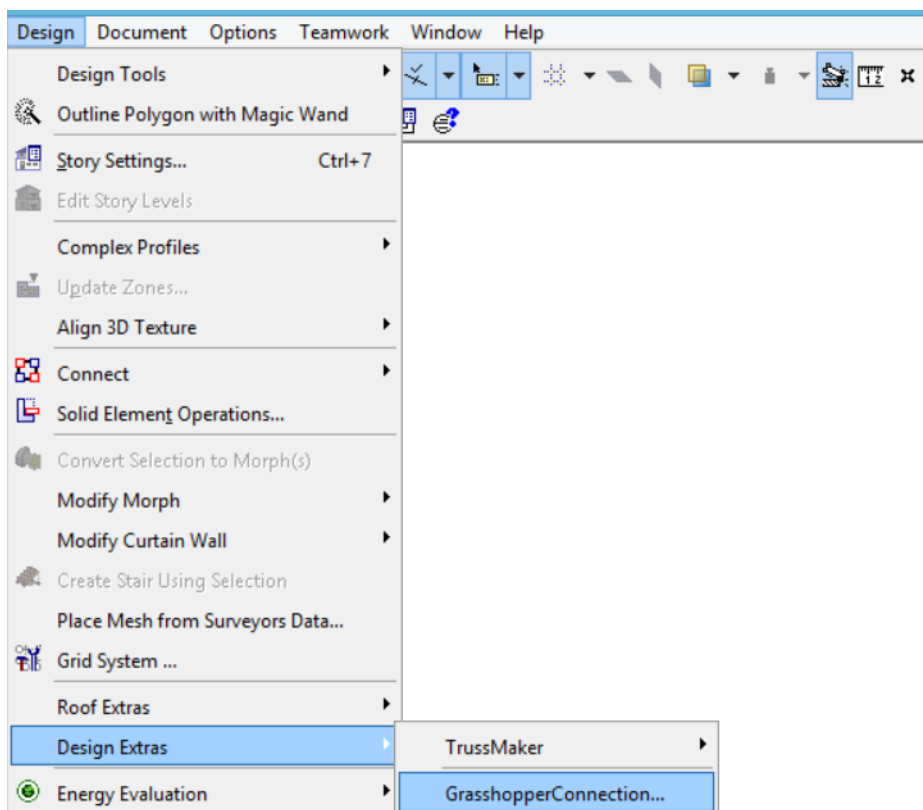 Design Document Options Teamwork Window Help
Design Tools
Outline Polygon with Magic Wand
Story Settings... Ctrl+7
Edit Story Levels
Complex Profiles
Update Zones...
Align 3D Texture
Connect
Solid Element Operations...
Convert Selection to Morph(s)
Modify Morph
Modify Curtain Wall
Create Stair Using Selection
Place Mesh from Surveyors Data...
Grid System ...
Roof Extras
Design Extras
TrussMaker
Energy Evaluation
GrasshopperConnection...